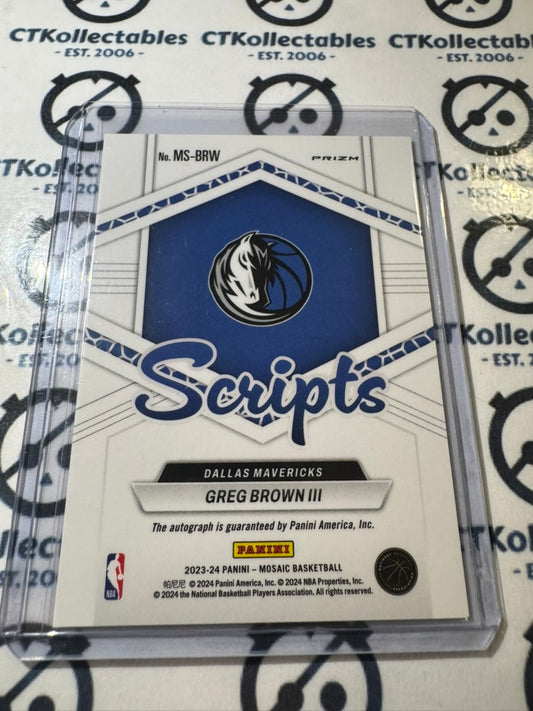 CTKollectables
- EST. 2006 -
CTKollectables
- EST. 2006 -
CTKollectables
- EST. 2006 -
No. MS-BRW
PRIZM
Scripts
DALLAS MAVERICKS
GREG BROWN III
The autograph is guaranteed by Panini America, Inc.
PANINI
2023-24 PANINI – MOSAIC BASKETBALL
帕尼尼 © 2024 Panini America, Inc. © 2024 NBA Properties, Inc.
© 2024 the National Basketball Players Association. All rights reserved.
NBA